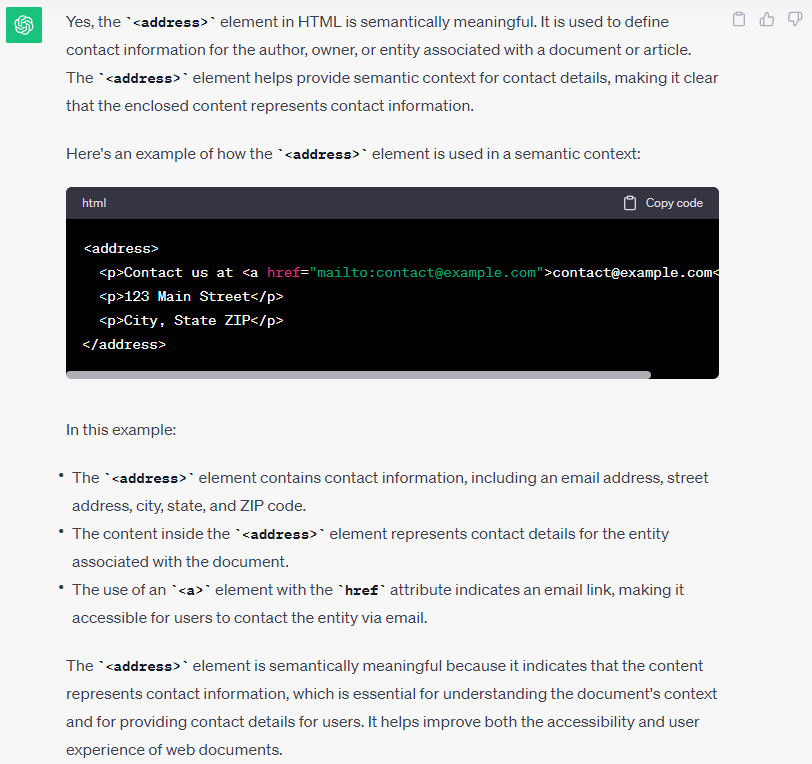 Yes, the `<address>` element in HTML is semantically meaningful. It is used to define
contact information for the author, owner, or entity associated with a document or article.
The `<address>` element helps provide semantic context for contact details, making it clear
that the enclosed content represents contact information.
Here's an example of how the `<address>` element is used in a semantic context:
html Copy code
<address>
  <p>Contact us at <a href="mailto:contact@example.com">contact@example.com<
  <p>123 Main Street</p>
  <p>City, State ZIP</p>
</address>
In this example:
• The `<address>` element contains contact information, including an email address, street
address, city, state, and ZIP code.
• The content inside the `<address>` element represents contact details for the entity
associated with the document.
• The use of an `<a>` element with the `href` attribute indicates an email link, making it
accessible for users to contact the entity via email.
The `<address>` element is semantically meaningful because it indicates that the content
represents contact information, which is essential for understanding the document's context
and for providing contact details for users. It helps improve both the accessibility and user
experience of web documents.